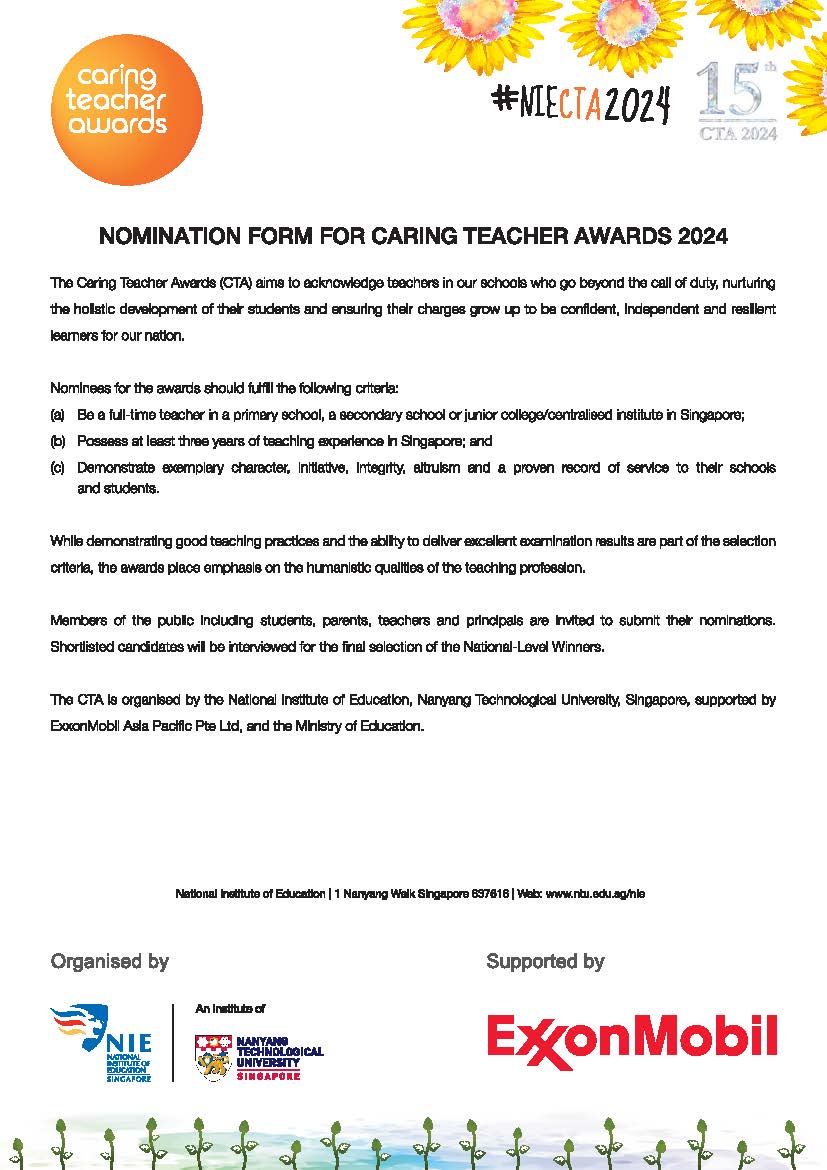 caring
teacher
awards
#NIECTA2024
15th
CTA 2024
NOMINATION FORM FOR CARING TEACHER AWARDS 2024
The Caring Teacher Awards (CTA) aims to acknowledge teachers in our schools who go beyond the call of duty, nurturing
the holistic development of their students and ensuring their charges grow up to be confident, independent and resilient
learners for our nation.
Nominees for the awards should fulfill the following criteria:
(a) Be a full-time teacher in a primary school, a secondary school or junior college/centralised institute in Singapore;
(b) Possess at least three years of teaching experience in Singapore; and
(c) Demonstrate exemplary character, initiative, integrity, altruism and a proven record of service to their schools
and students.
While demonstrating good teaching practices and the ability to deliver excellent examination results are part of the selection
criteria, the awards place emphasis on the humanistic qualities of the teaching profession.
Members of the public including students, parents, teachers and principals are invited to submit their nominations.
Shortlisted candidates will be interviewed for the final selection of the National-Level Winners.
The CTA is organised by the National Institute of Education, Nanyang Technological University, Singapore, supported by
ExxonMobil Asia Pacific Pte Ltd, and the Ministry of Education.
National Institute of Education | 1 Nanyang Walk Singapore 637616 | Web: www.ntu.edu.sg/nie
Organised by
Supported by
NIE
NATIONAL
INSTITUTE OF
EDUCATION
SINGAPORE
An Institute of
NANYANG
TECHNOLOGICAL
UNIVERSITY
SINGAPORE
ExxonMobil